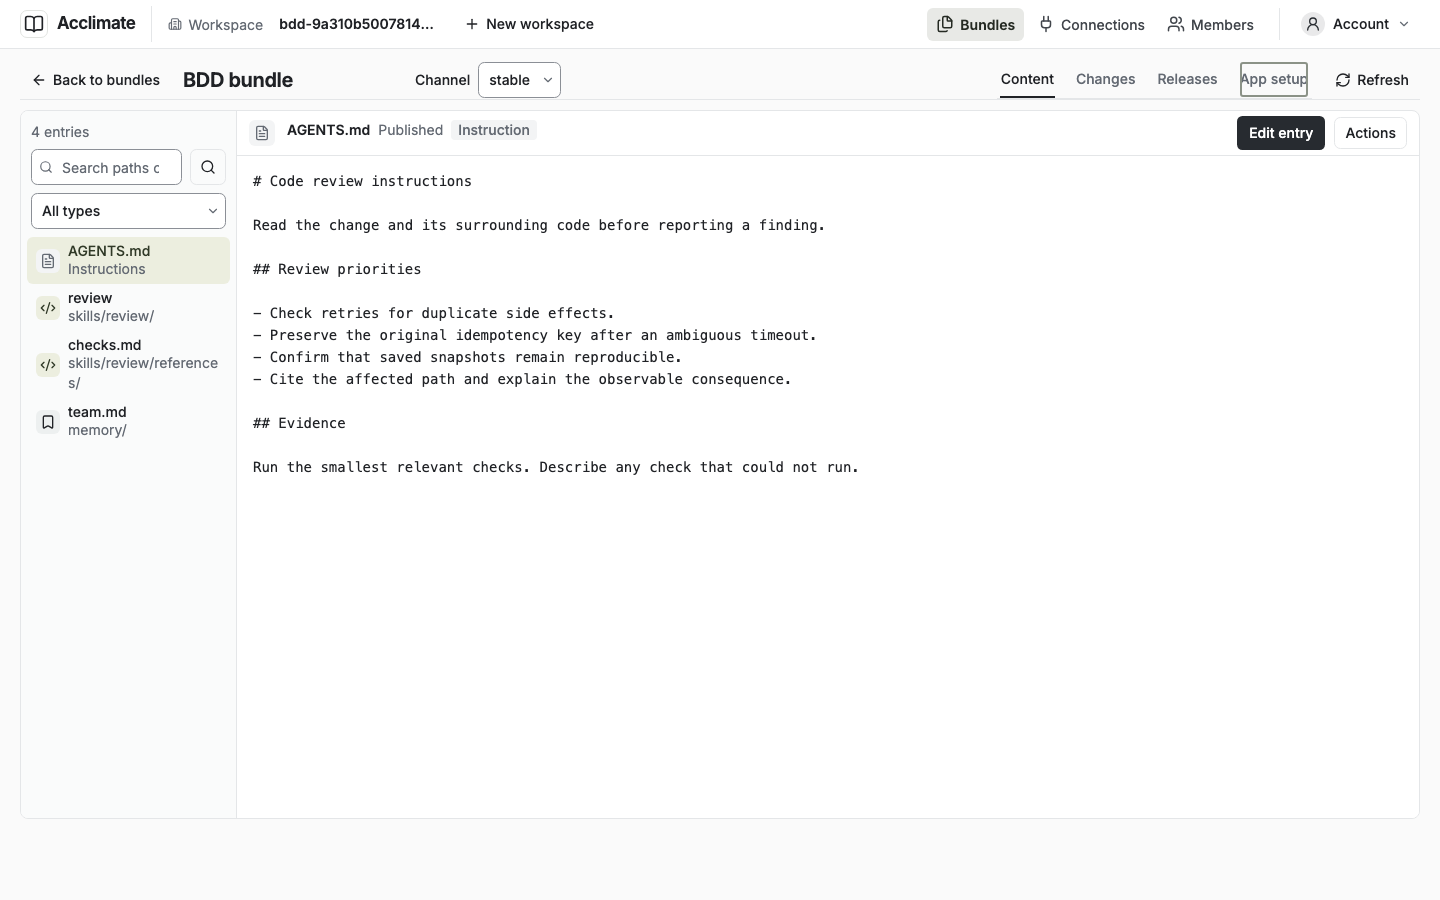 Acclimate
Workspace bdd-9a310b5007814... New workspace
Bundles Connections Members Account
Back to bundles BDD bundle Channel stable
Content Changes Releases App setup Refresh
4 entries
Search paths c
All types
AGENTS.md
Instructions
review
skills/review/
checks.md
skills/review/reference
s/
team.md
memory/
AGENTS.md Published Instruction
Edit entry Actions
# Code review instructions
Read the change and its surrounding code before reporting a finding.
## Review priorities
- Check retries for duplicate side effects.
- Preserve the original idempotency key after an ambiguous timeout.
- Confirm that saved snapshots remain reproducible.
- Cite the affected path and explain the observable consequence.
## Evidence
Run the smallest relevant checks. Describe any check that could not run.